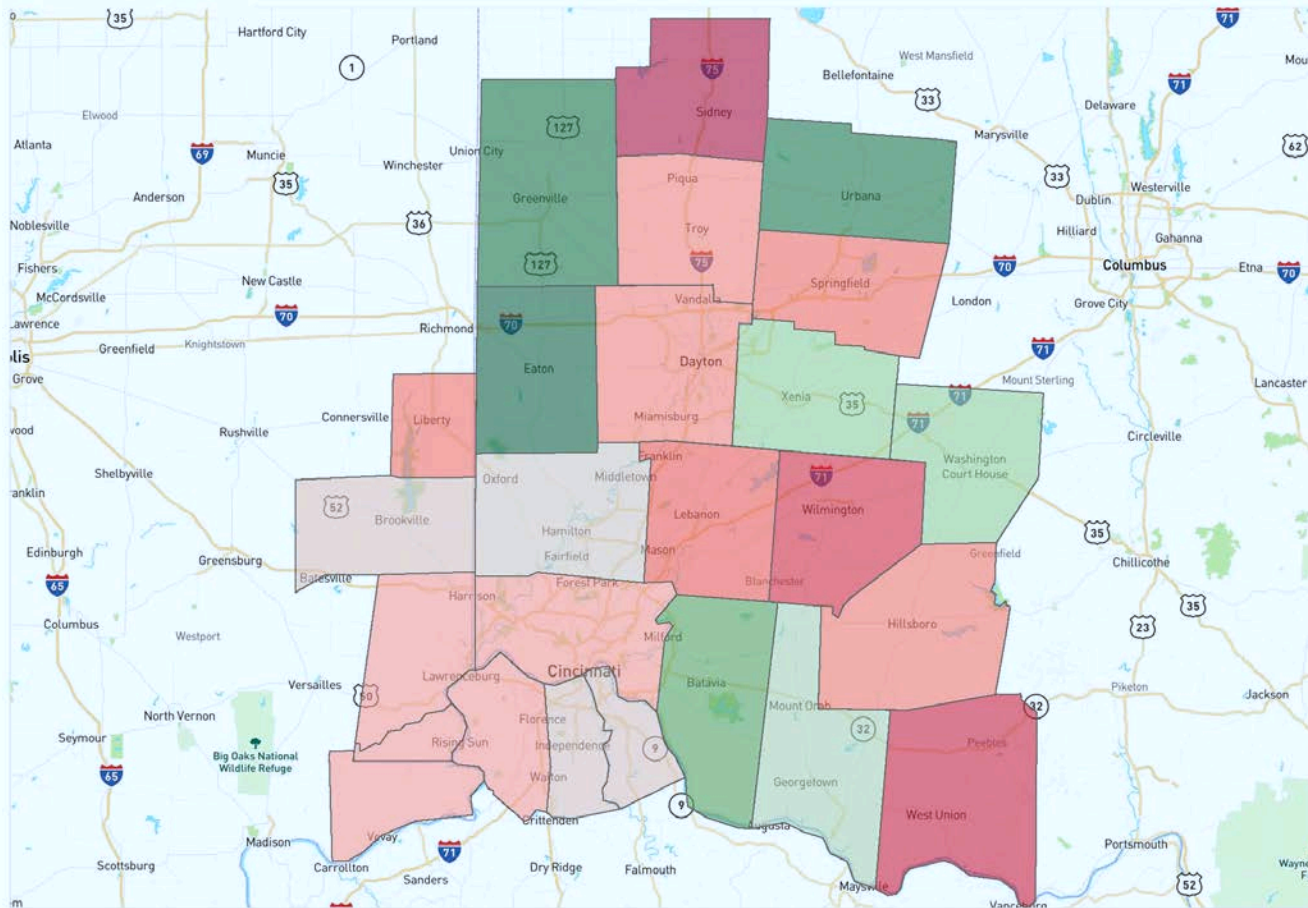 35
Hartford City
Portland
1
75
West Mansfield
Bellefontaine
33
71
71
Delaware
Elwood
Sidney
Atlanta
69
Muncie
35
Winchester
Union City
127
Marysville
62
Piqua
33
Westerville
Anderson
Greenville
Urbana
Dublin
Noblesville
36
Troy
Hilliard
Gahanna
Fishers
127
75
70
Columbus
Etna
70
New Castle
Springfield
McCordsville
Vandalia
London
Grove City
Lawrence
70
Richmond
70
Greenfield
Knightstown
71
lis
Dayton
Grove
Eaton
Mount Sterling
Lancaster
Xenia
35
71
Connersville
Liberty
Miamisburg
71
wood
Rushville
Circleville
Shelbyville
Franklin
Washington
Court House
Oxford
Middletown
71
ranklin
52
Brookville
Lebanon
Wilmington
Hamilton
35
Edinburgh
Greensburg
Fairfield
Mason
Greenfield
Chillicothe
65
Batesville
Forest Park
Blanchester
Harrison
35
Columbus
Hillsboro
23
Westport
Milford
Versailles
Lawrenceburg
Cincinnati
Batavia
Piketon
50
Mount Orab
32
Jackson
North Vernon
Florence
Seymour
Rising Sun
Independence
9
32
Peebles
Big Oaks National
Wildlife Refuge
65
Walton
Georgetown
9
West Union
Crittenden
Augusta
Madison
Vevay
Portsmouth
71
Scottsburg
Carrollton
Sanders
Dry Ridge
Falmouth
Wayne
Maysville
52
Vanceburg